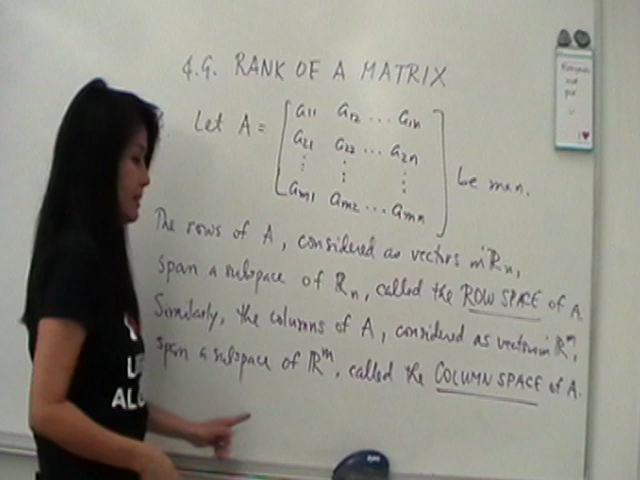 4.9. RANK OF A MATRIX
Let A = [ a11 a12 ... a1n
a21 a22 ... a2n
⋮ ⋮ ⋮
am1 am2 ... amn ] be mxn.
The rows of A, considered as vectors in Rn,
span a subspace of Rn, called the ROW SPACE of A.
Similarly, the columns of A, considered as vectors in ℝ^m,
span a subspace of ℝ^m, called the COLUMN SPACE of A.
I ♥